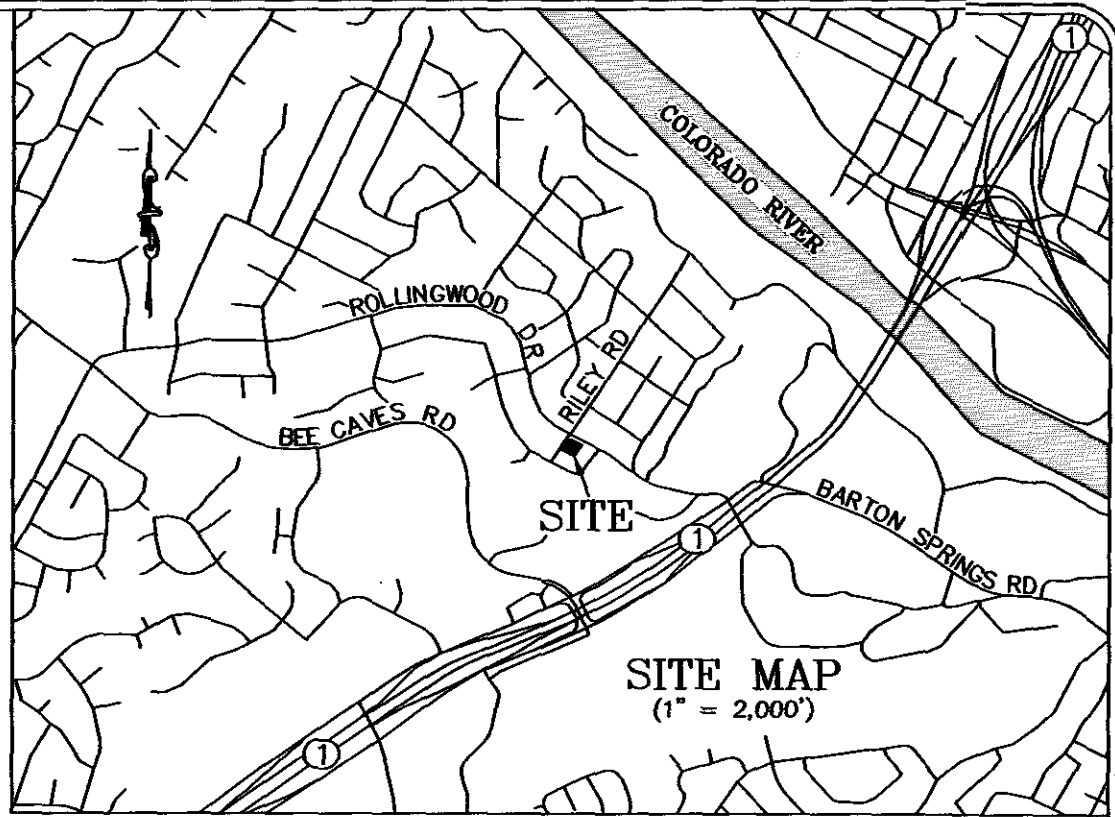 1
COLORADO RIVER
ROLLINGWOOD DR
RILEY RD
BEE CAVES RD
SITE
BARTON SPRINGS RD
1
SITE MAP
(1" = 2,000')
1